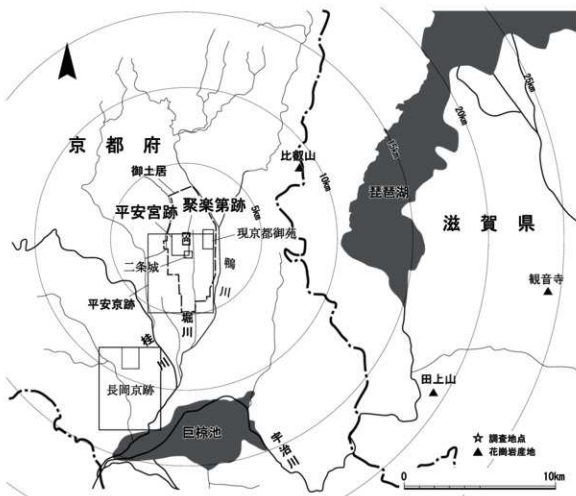 京都府
御土居
平安宮跡
聚楽第跡
二条城
平安京跡
現京都御苑
鴨川
堀川
桂川
長岡京跡
巨椋池
宇治川
比叡山
琵琶湖
滋賀県
観音寺
田上山
5km
10km
15km
20km
25km
☆ 調査地点
▲ 花崗岩産地
0 10km